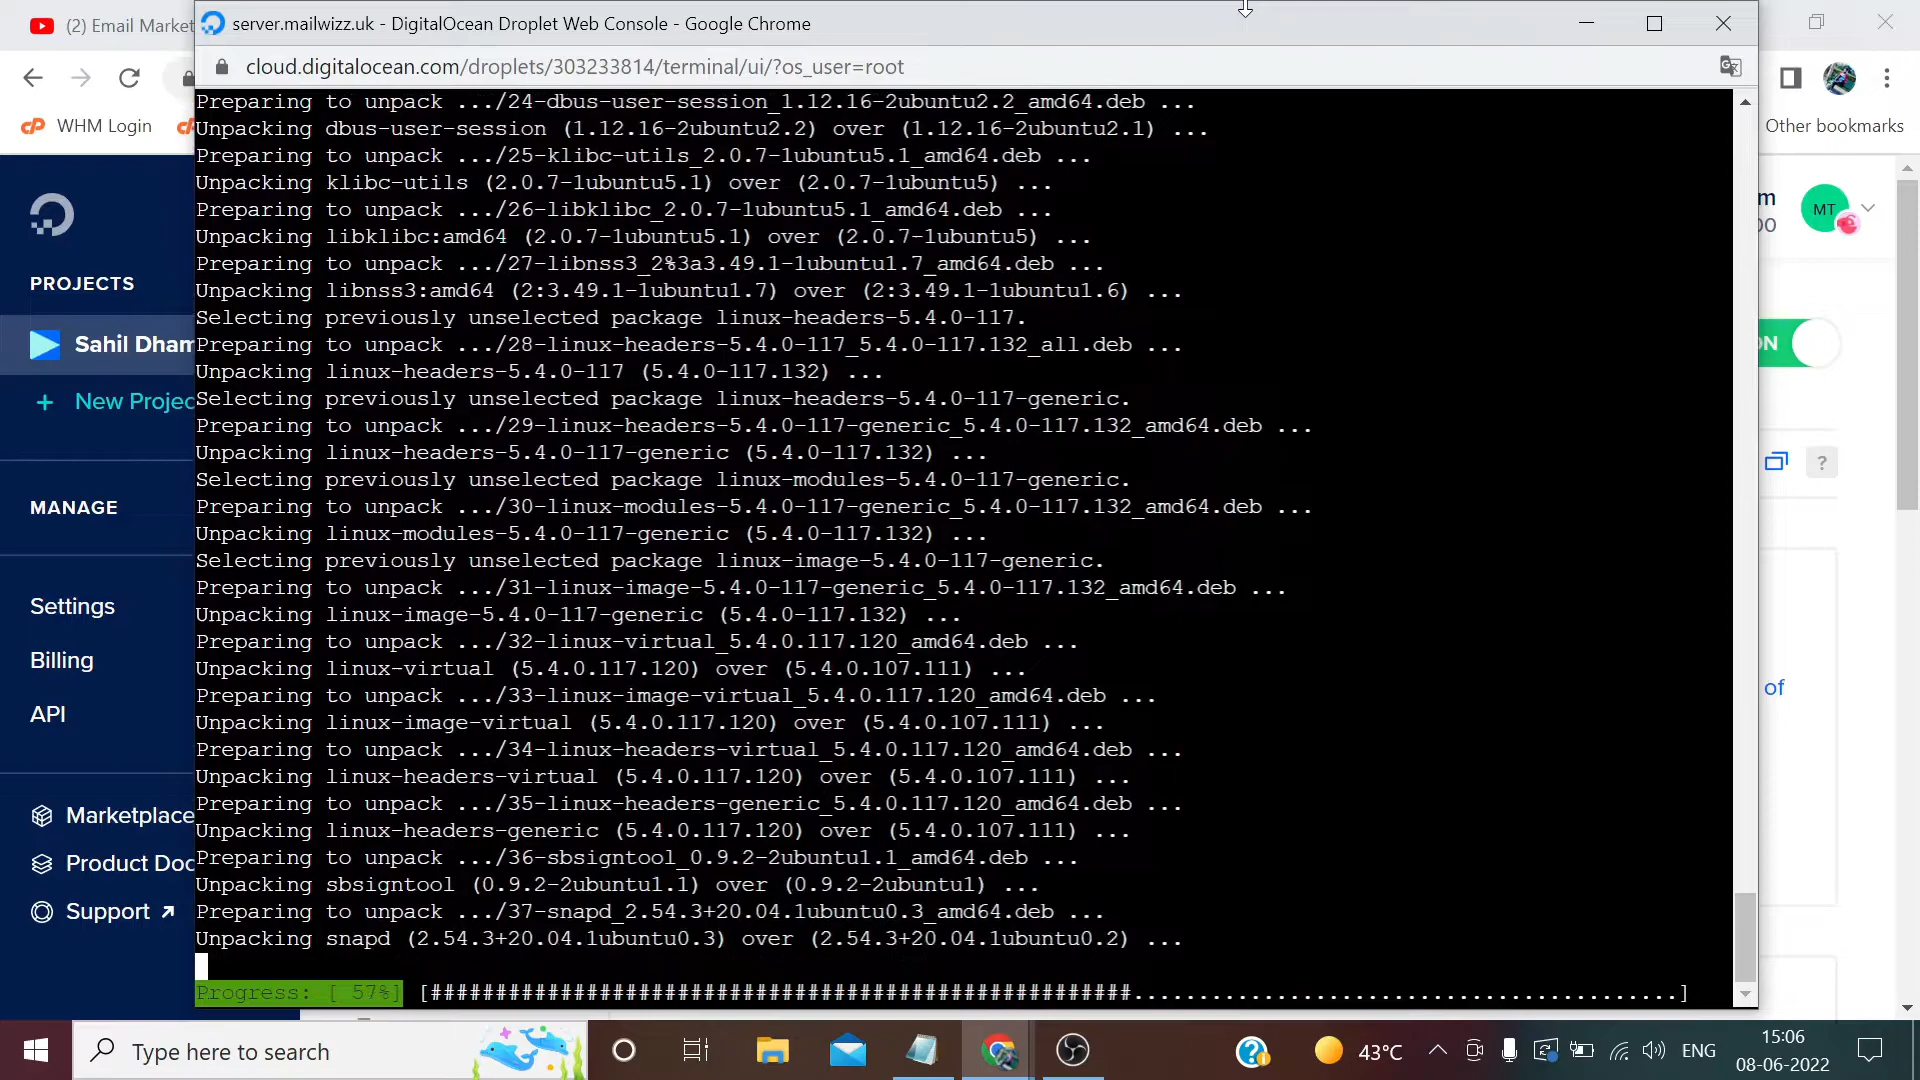 server.mailwizz.uk - DigitalOcean Droplet Web Console - Google Chrome
(2) Email Market
cloud.digitalocean.com/droplets/303233814/terminal/ui/?os_user=root
WHM Login
Other bookmarks
PROJECTS
Sahil Dham
+ New Projec
MANAGE
Settings
Billing
API
Marketplace
Product Doc
Support ↗
Preparing to unpack .../24-dbus-user-session_1.12.16-2ubuntu2.2_amd64.deb ...
Unpacking dbus-user-session (1.12.16-2ubuntu2.2) over (1.12.16-2ubuntu2.1) ...
Preparing to unpack .../25-klibc-utils_2.0.7-1ubuntu5.1_amd64.deb ...
Unpacking klibc-utils (2.0.7-1ubuntu5.1) over (2.0.7-1ubuntu5) ...
Preparing to unpack .../26-libklibc_2.0.7-1ubuntu5.1_amd64.deb ...
Unpacking libklibc:amd64 (2.0.7-1ubuntu5.1) over (2.0.7-1ubuntu5) ...
Preparing to unpack .../27-libnss3_2%3a3.49.1-1ubuntu1.7_amd64.deb ...
Unpacking libnss3:amd64 (2:3.49.1-1ubuntu1.7) over (2:3.49.1-1ubuntu1.6) ...
Selecting previously unselected package linux-headers-5.4.0-117.
Preparing to unpack .../28-linux-headers-5.4.0-117_5.4.0-117.132_all.deb ...
Unpacking linux-headers-5.4.0-117 (5.4.0-117.132) ...
Selecting previously unselected package linux-headers-5.4.0-117-generic.
Preparing to unpack .../29-linux-headers-5.4.0-117-generic_5.4.0-117.132_amd64.deb ...
Unpacking linux-headers-5.4.0-117-generic (5.4.0-117.132) ...
Selecting previously unselected package linux-modules-5.4.0-117-generic.
Preparing to unpack .../30-linux-modules-5.4.0-117-generic_5.4.0-117.132_amd64.deb ...
Unpacking linux-modules-5.4.0-117-generic (5.4.0-117.132) ...
Selecting previously unselected package linux-image-5.4.0-117-generic.
Preparing to unpack .../31-linux-image-5.4.0-117-generic_5.4.0-117.132_amd64.deb ...
Unpacking linux-image-5.4.0-117-generic (5.4.0-117.132) ...
Preparing to unpack .../32-linux-virtual_5.4.0.117.120_amd64.deb ...
Unpacking linux-virtual (5.4.0.117.120) over (5.4.0.107.111) ...
Preparing to unpack .../33-linux-image-virtual_5.4.0.117.120_amd64.deb ...
Unpacking linux-image-virtual (5.4.0.117.120) over (5.4.0.107.111) ...
Preparing to unpack .../34-linux-headers-virtual_5.4.0.117.120_amd64.deb ...
Unpacking linux-headers-virtual (5.4.0.117.120) over (5.4.0.107.111) ...
Preparing to unpack .../35-linux-headers-generic_5.4.0.117.120_amd64.deb ...
Unpacking linux-headers-generic (5.4.0.117.120) over (5.4.0.107.111) ...
Preparing to unpack .../36-sbsigntool_0.9.2-2ubuntu1.1_amd64.deb ...
Unpacking sbsigntool (0.9.2-2ubuntu1.1) over (0.9.2-2ubuntu1) ...
Preparing to unpack .../37-snapd_2.54.3+20.04.1ubuntu0.3_amd64.deb ...
Unpacking snapd (2.54.3+20.04.1ubuntu0.3) over (2.54.3+20.04.1ubuntu0.2) ...
Progress: [ 57%] [######################################################..........................................]
m
00
MT
ON
?
of
Type here to search
43°C
ENG
15:06
08-06-2022